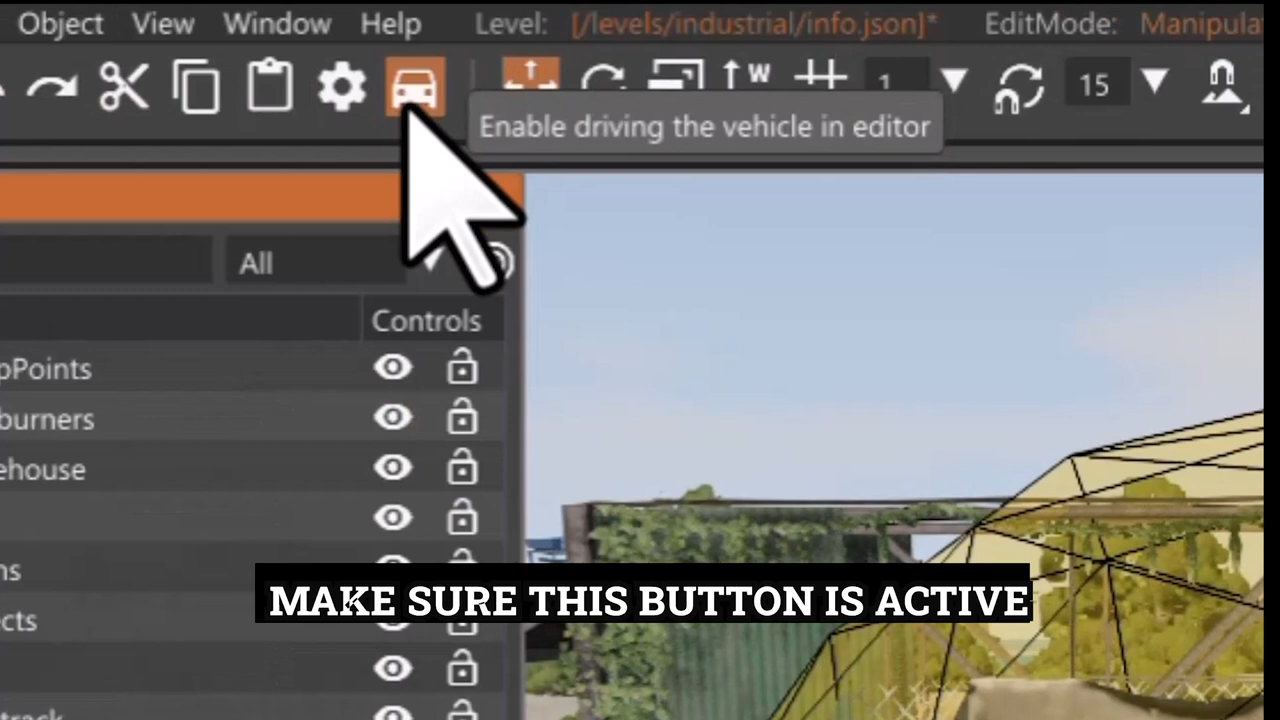 Object View Window Help Level: [/levels/industrial/info.json]* EditMode: Manipula
W 1 15
Enable driving the vehicle in editor
All
Controls
pPoints
burners
ehouse
ns
MAKE SURE THIS BUTTON IS ACTIVE
cts
track